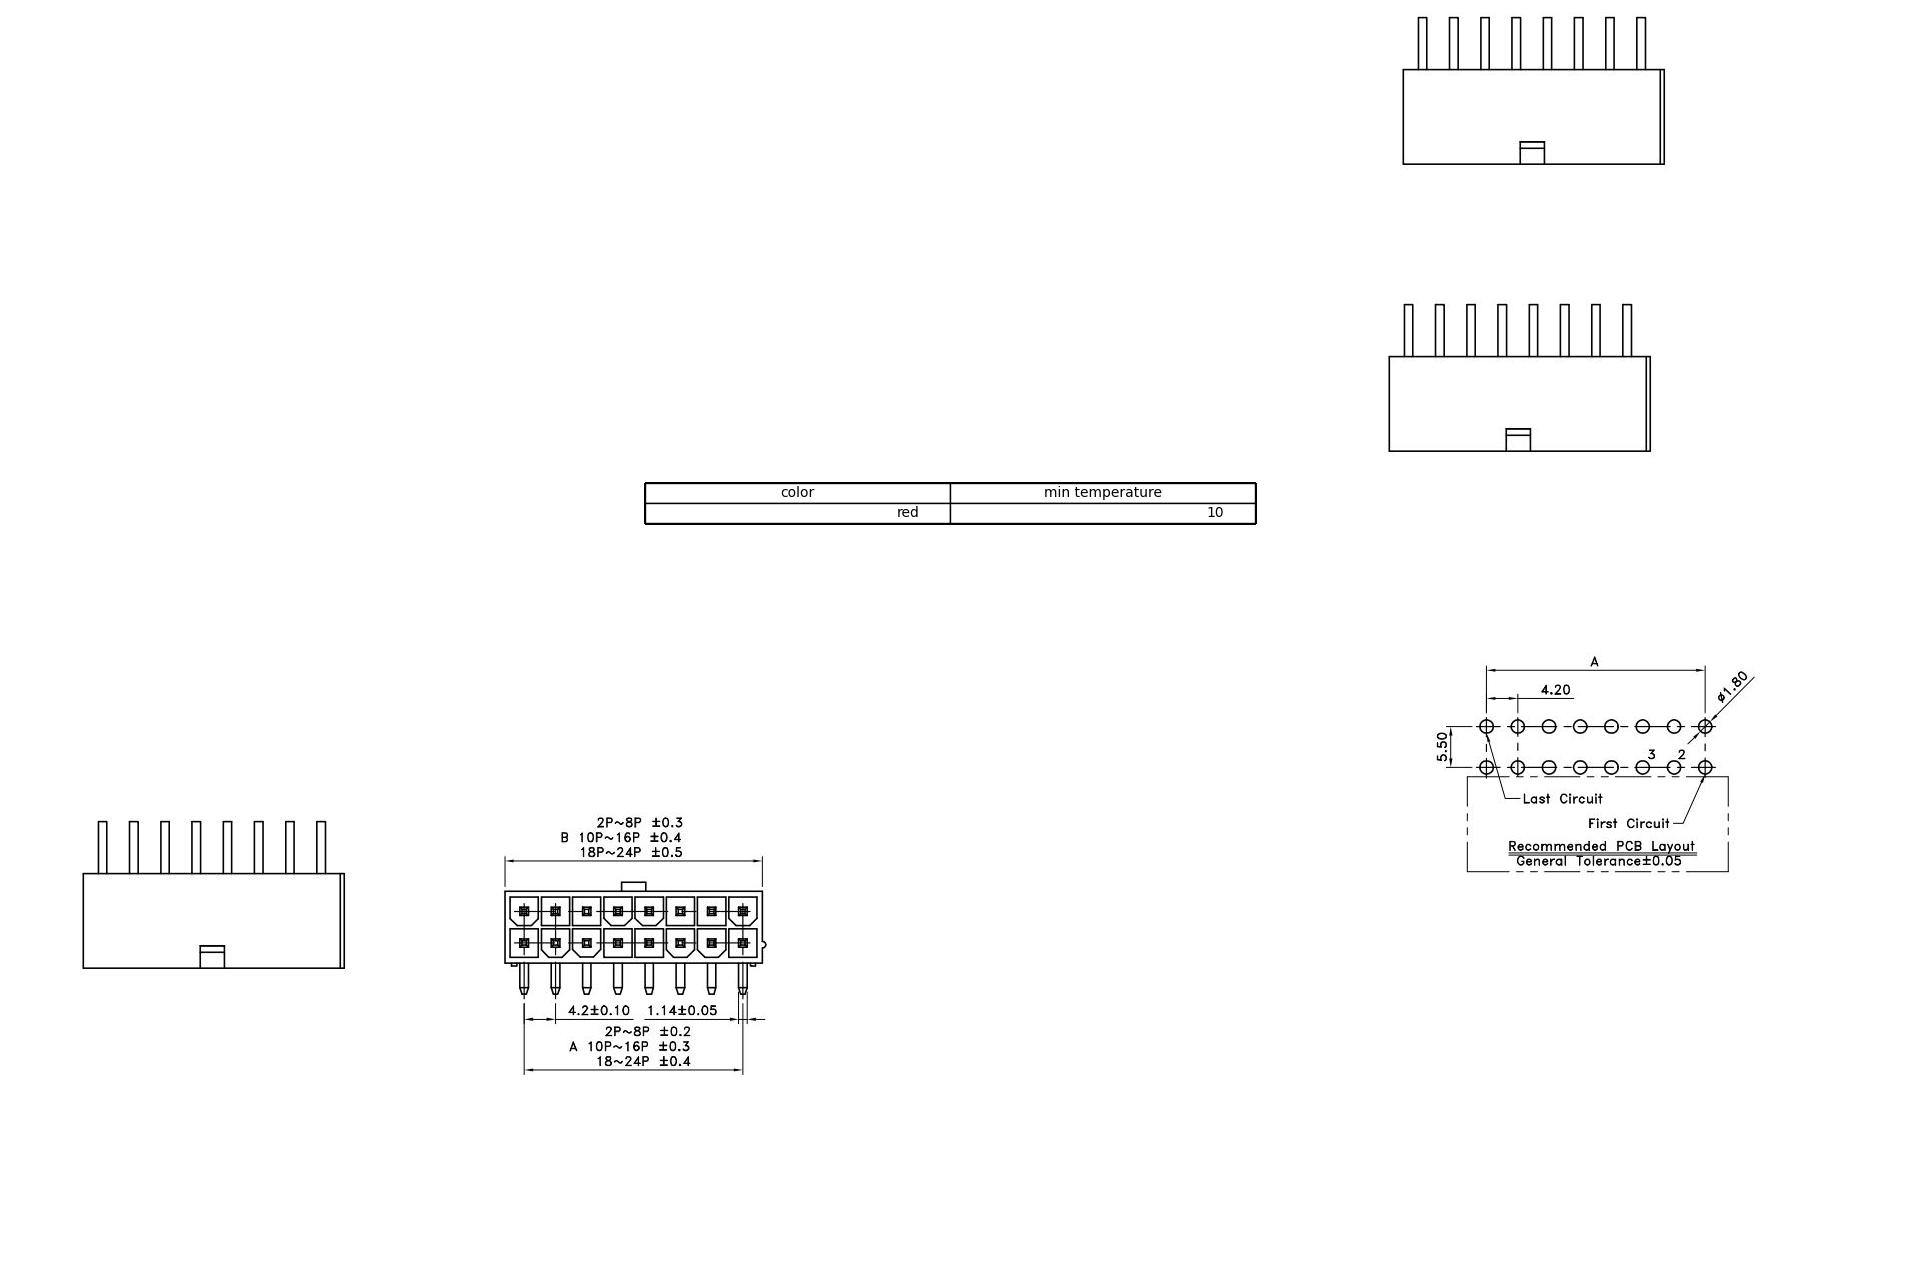 color min temperature
red 10
A
4.20
ø1.80
5.50
3 2
Last Circuit
First Circuit
Recommended PCB Layout
General Tolerance±0.05
2P~8P ±0.3
B 10P~16P ±0.4
18P~24P ±0.5
4.2±0.10 1.14±0.05
2P~8P ±0.2
A 10P~16P ±0.3
18~24P ±0.4